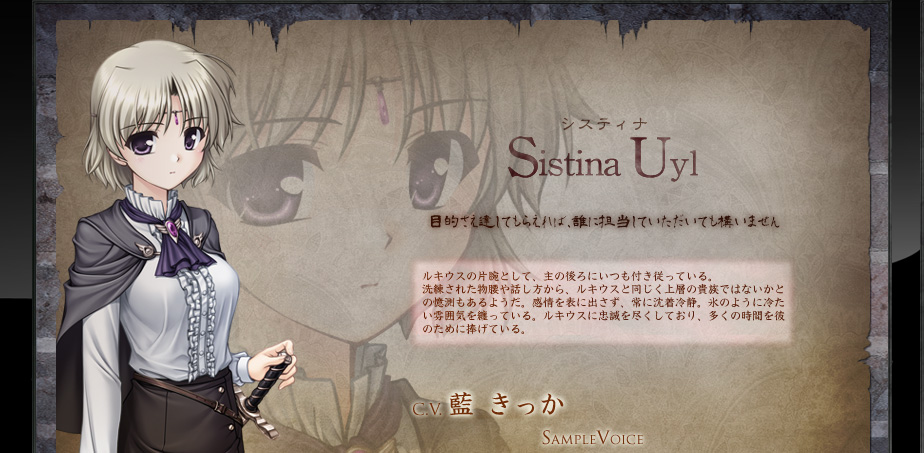 システィナ
Sistina Uyl
目的さえ達してもらえれば、誰に担当していただいても構いません
ルキウスの片腕として、主の後ろにいつも付き従っている。
洗練された物腰や話し方から、ルキウスと同じく上層の貴族ではないかと
の憶測もあるようだ。感情を表に出さず、常に沈着冷静。氷のように冷た
い雰囲気を纏っている。ルキウスに忠誠を尽くしており、多くの時間を彼
のために捧げている。
C.V. 藍 きっか
SAMPLEVOICE